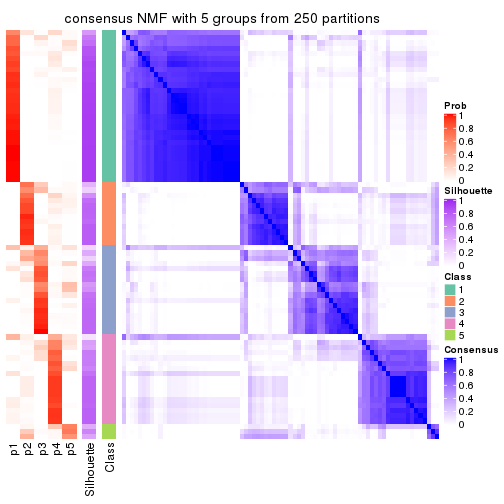 consensus NMF with 5 groups from 250 partitions
Prob
1
0.8
0.6
0.4
0.2
0
Silhouette
1
0.8
0.6
0.4
0.2
0
Class
1
2
3
4
5
Consensus
1
0.8
0.6
0.4
0.2
0
p1
p2
p3
p4
p5
Silhouette
Class